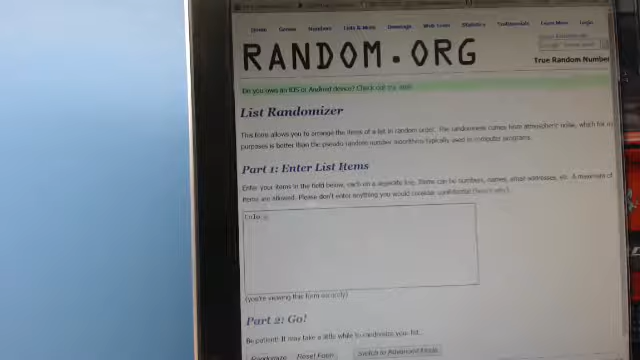 Home Games Numbers Lists & More Drawings Web Tools Statistics Testimonials Learn More Login
RANDOM.ORG
True Random Number
Do you own an iOS or Android device? Check out our app!
List Randomizer
This form allows you to arrange the items of a list in random order. The randomness comes from atmospheric noise, which for
purposes is better than the pseudo-random number algorithms typically used in computer programs.
Part 1: Enter List Items
Enter your items in the field below, each on a separate line. Items can be numbers, names, email addresses, etc. A maximum of
items are allowed. Please don't enter anything you would consider confidential (here's why).
(you're viewing this form securely)
Part 2: Go!
Be patient! It may take a little while to randomize your list...
Randomize Reset Form Switch to Advanced Mode